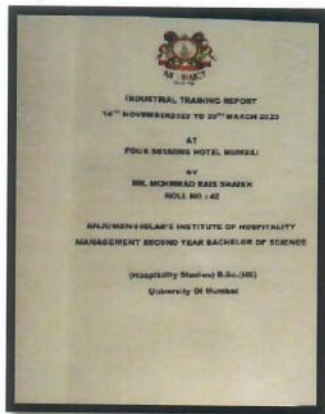 INDUSTRIAL TRAINING REPORT
14TH NOVEMBER2022 TO 20TH MARCH 2023
AT
FOUR SESSIONS HOTEL MUMBAI
BY
MR. MOHMMAD RAIS SHAIKH
ROLL NO : 42
ANJUMAN-I-ISLAM'S INSTITUTE OF HOSPITALITY
MANAGEMENT SECOND YEAR BACHELOR OF SCIENCE
(Hospitality Studies) B.Sc.(HS)
University Of Mumbai